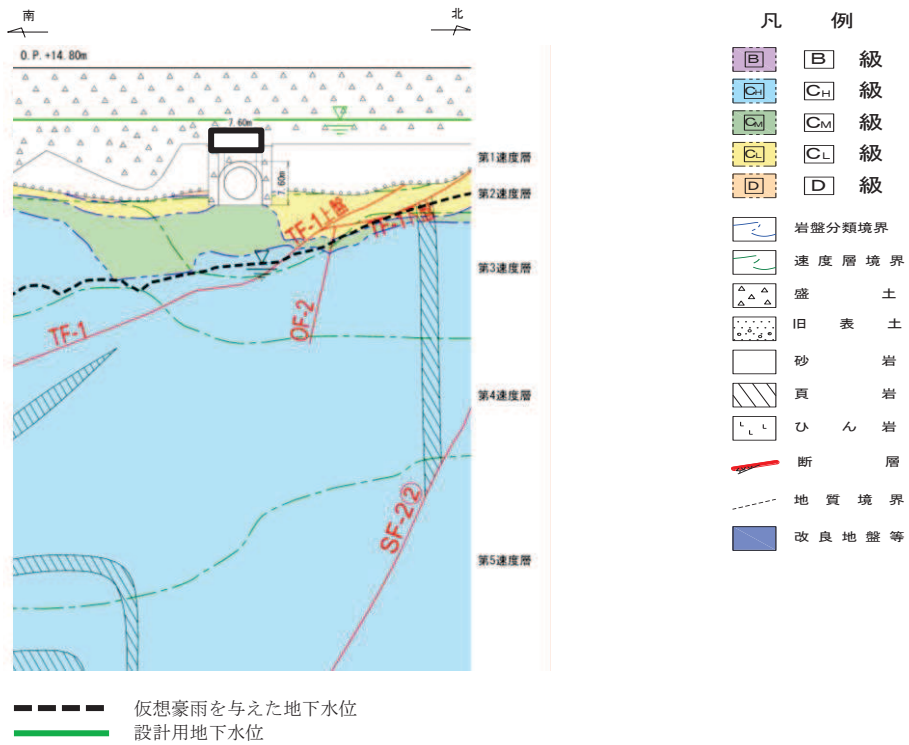 南
北
O.P.+14.80m
7.60m
7.60m
第1速度層
第2速度層
第3速度層
第4速度層
第5速度層
TF-1上盤
TF-1下盤
TF-1
OF-2
SF-2②
凡 例
B B 級
CH CH 級
CM CM 級
CL CL 級
D D 級
岩盤分類境界
速度層境界
盛土
旧表土
砂岩
頁岩
ひん岩
断層
地質境界
改良地盤等
仮想豪雨を与えた地下水位
設計用地下水位